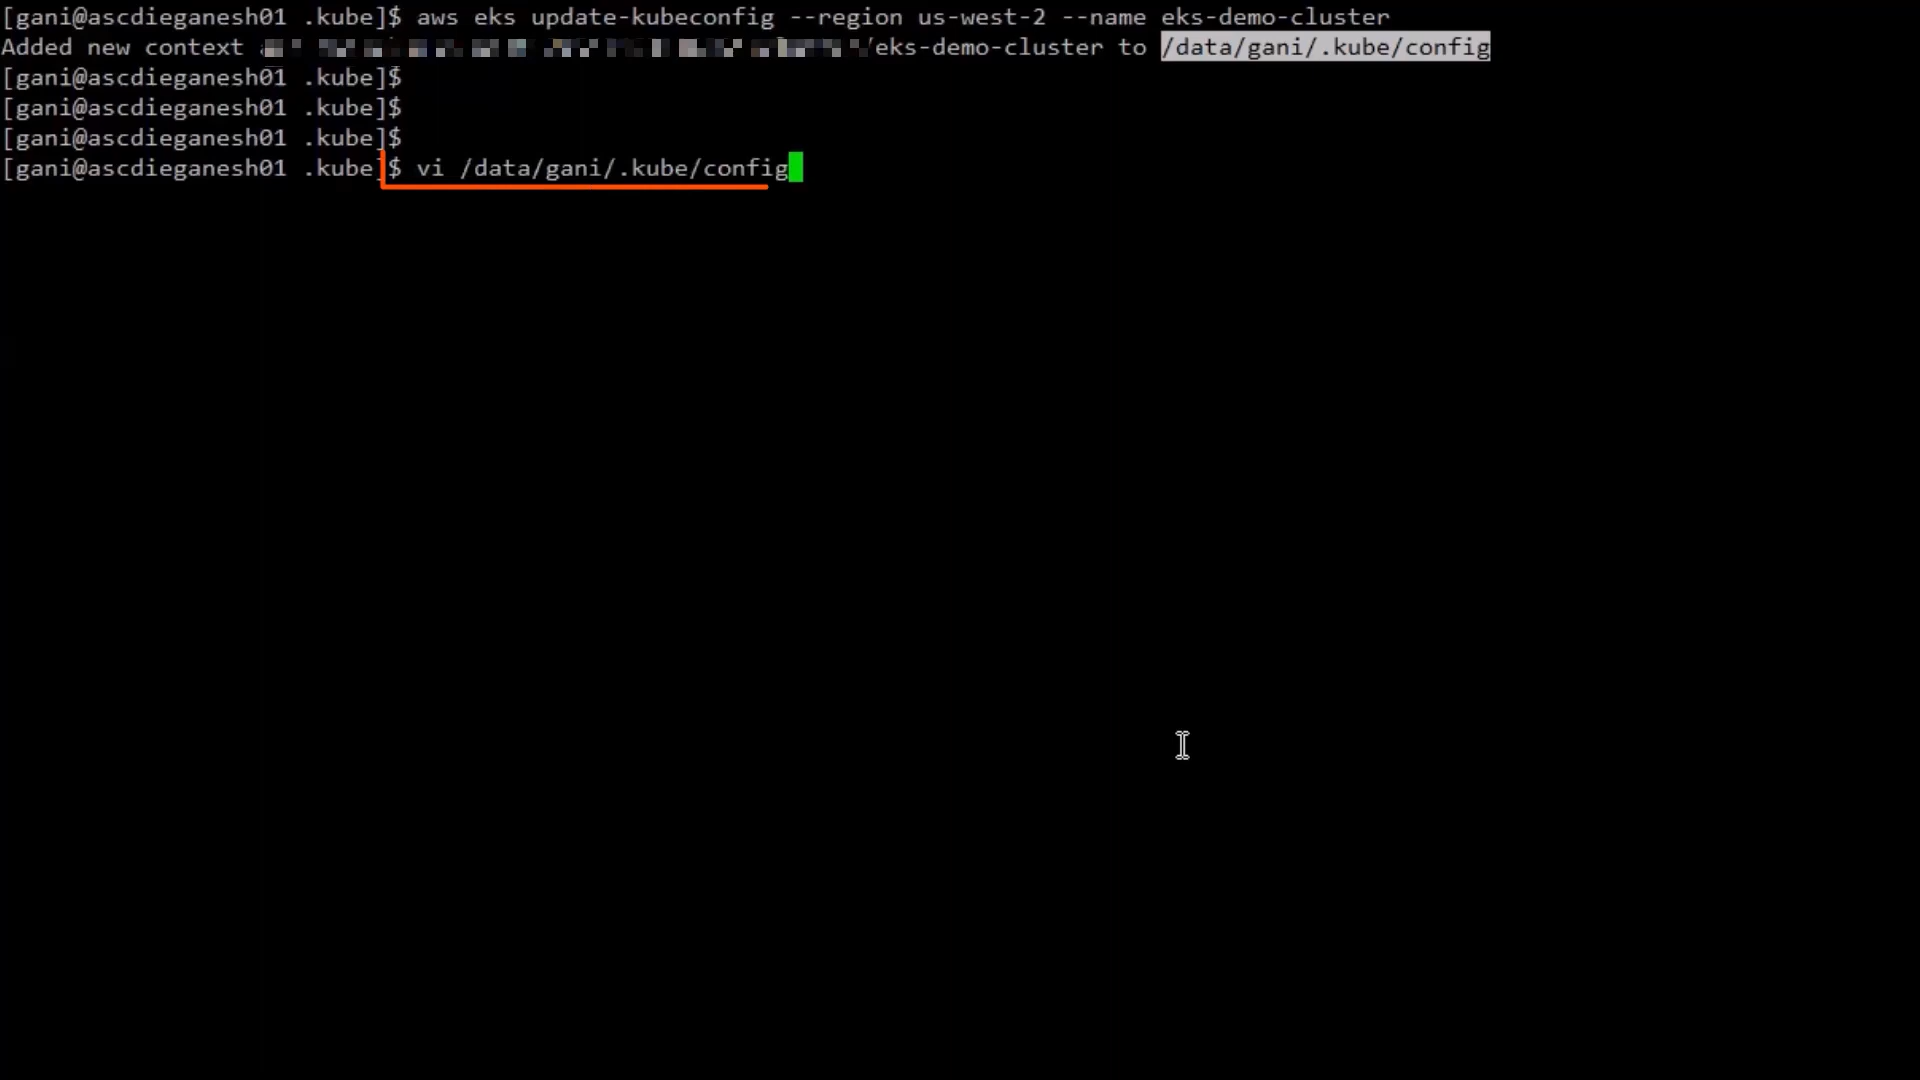 [gani@ascdieganesh01 .kube]$ aws eks update-kubeconfig --region us-west-2 --name eks-demo-cluster
Added new context /eks-demo-cluster to /data/gani/.kube/config
[gani@ascdieganesh01 .kube]$
[gani@ascdieganesh01 .kube]$
[gani@ascdieganesh01 .kube]$
[gani@ascdieganesh01 .kube]$ vi /data/gani/.kube/config